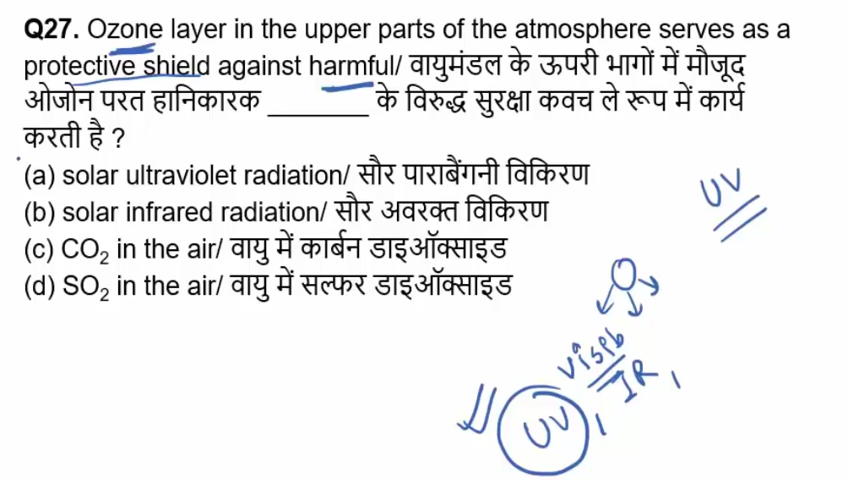 Q27. Ozone layer in the upper parts of the atmosphere serves as a
protective shield against harmful/ वायुमंडल के ऊपरी भागों में मौजूद
ओजोन परत हानिकारक ________ के विरुद्ध सुरक्षा कवच ले रूप में कार्य
करती है ?
(a) solar ultraviolet radiation/ सौर पाराबैंगनी विकिरण
(b) solar infrared radiation/ सौर अवरक्त विकिरण
(c) CO₂ in the air/ वायु में कार्बन डाइऑक्साइड
(d) SO₂ in the air/ वायु में सल्फर डाइऑक्साइड
UV
IR
UV